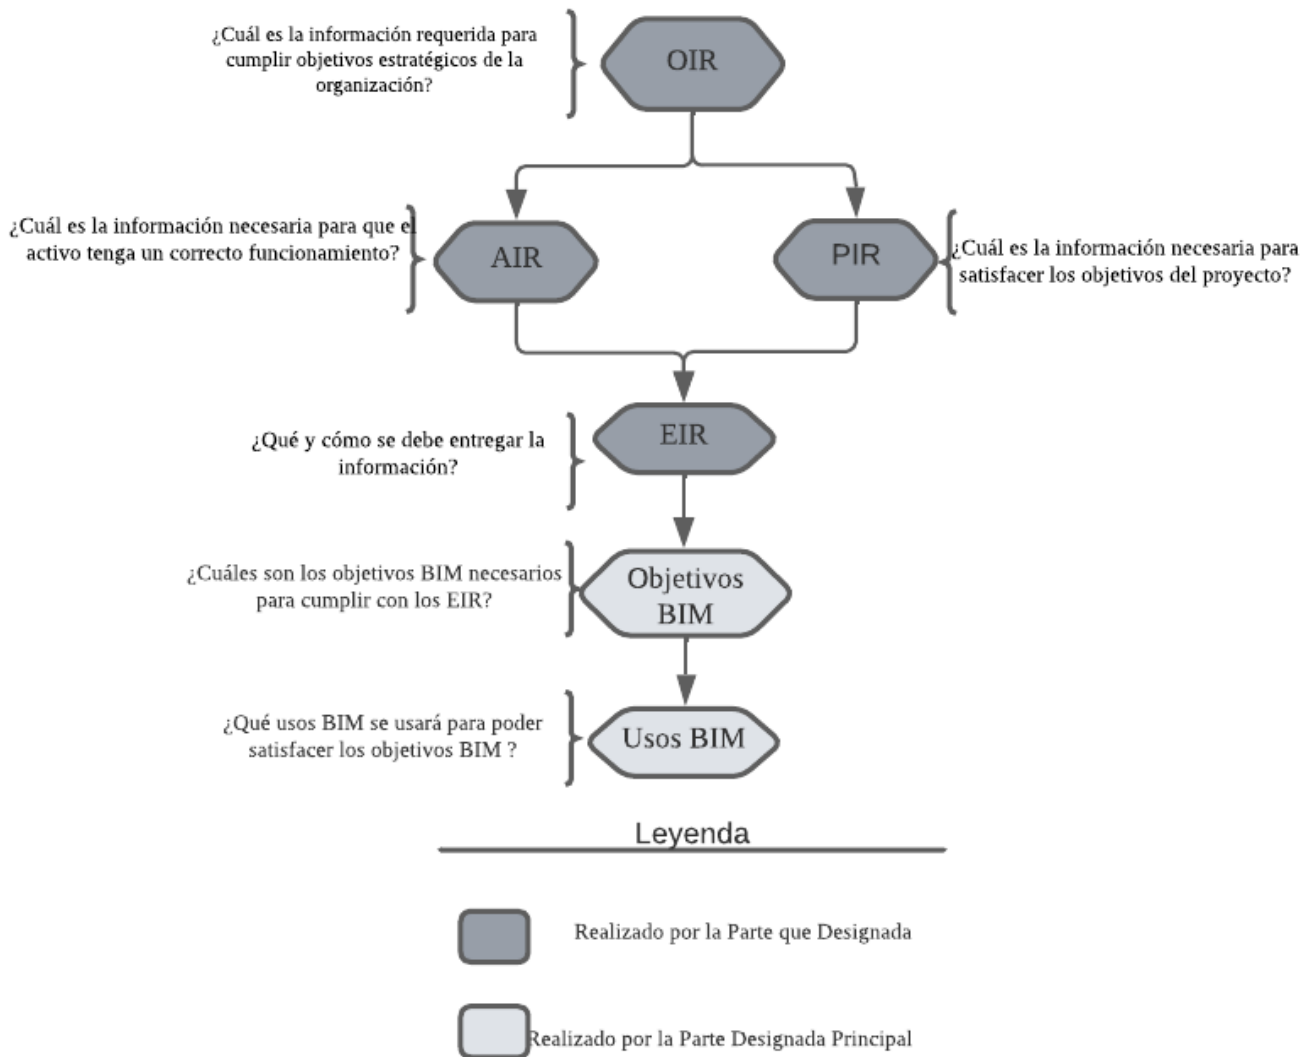 ¿Cuál es la información requerida para
cumplir objetivos estratégicos de la
organización?
OIR
¿Cuál es la información necesaria para que el
activo tenga un correcto funcionamiento?
AIR
PIR
¿Cuál es la información necesaria para
satisfacer los objetivos del proyecto?
¿Qué y cómo se debe entregar la
información?
EIR
¿Cuáles son los objetivos BIM necesarios
para cumplir con los EIR?
Objetivos
BIM
¿Qué usos BIM se usará para poder
satisfacer los objetivos BIM ?
Usos BIM
Leyenda
Realizado por la Parte que Designada
Realizado por la Parte Designada Principal